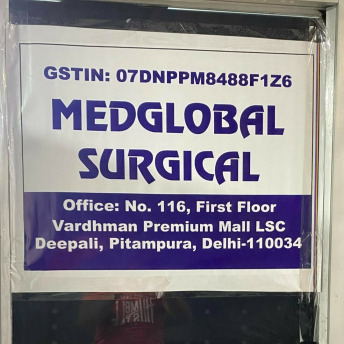 GSTIN: 07DNPPM8488F1Z6
MEDGLOBAL
SURGICAL
Office: No. 116, First Floor
Vardhman Premium Mall LSC
Deepali, Pitampura, Delhi-110034